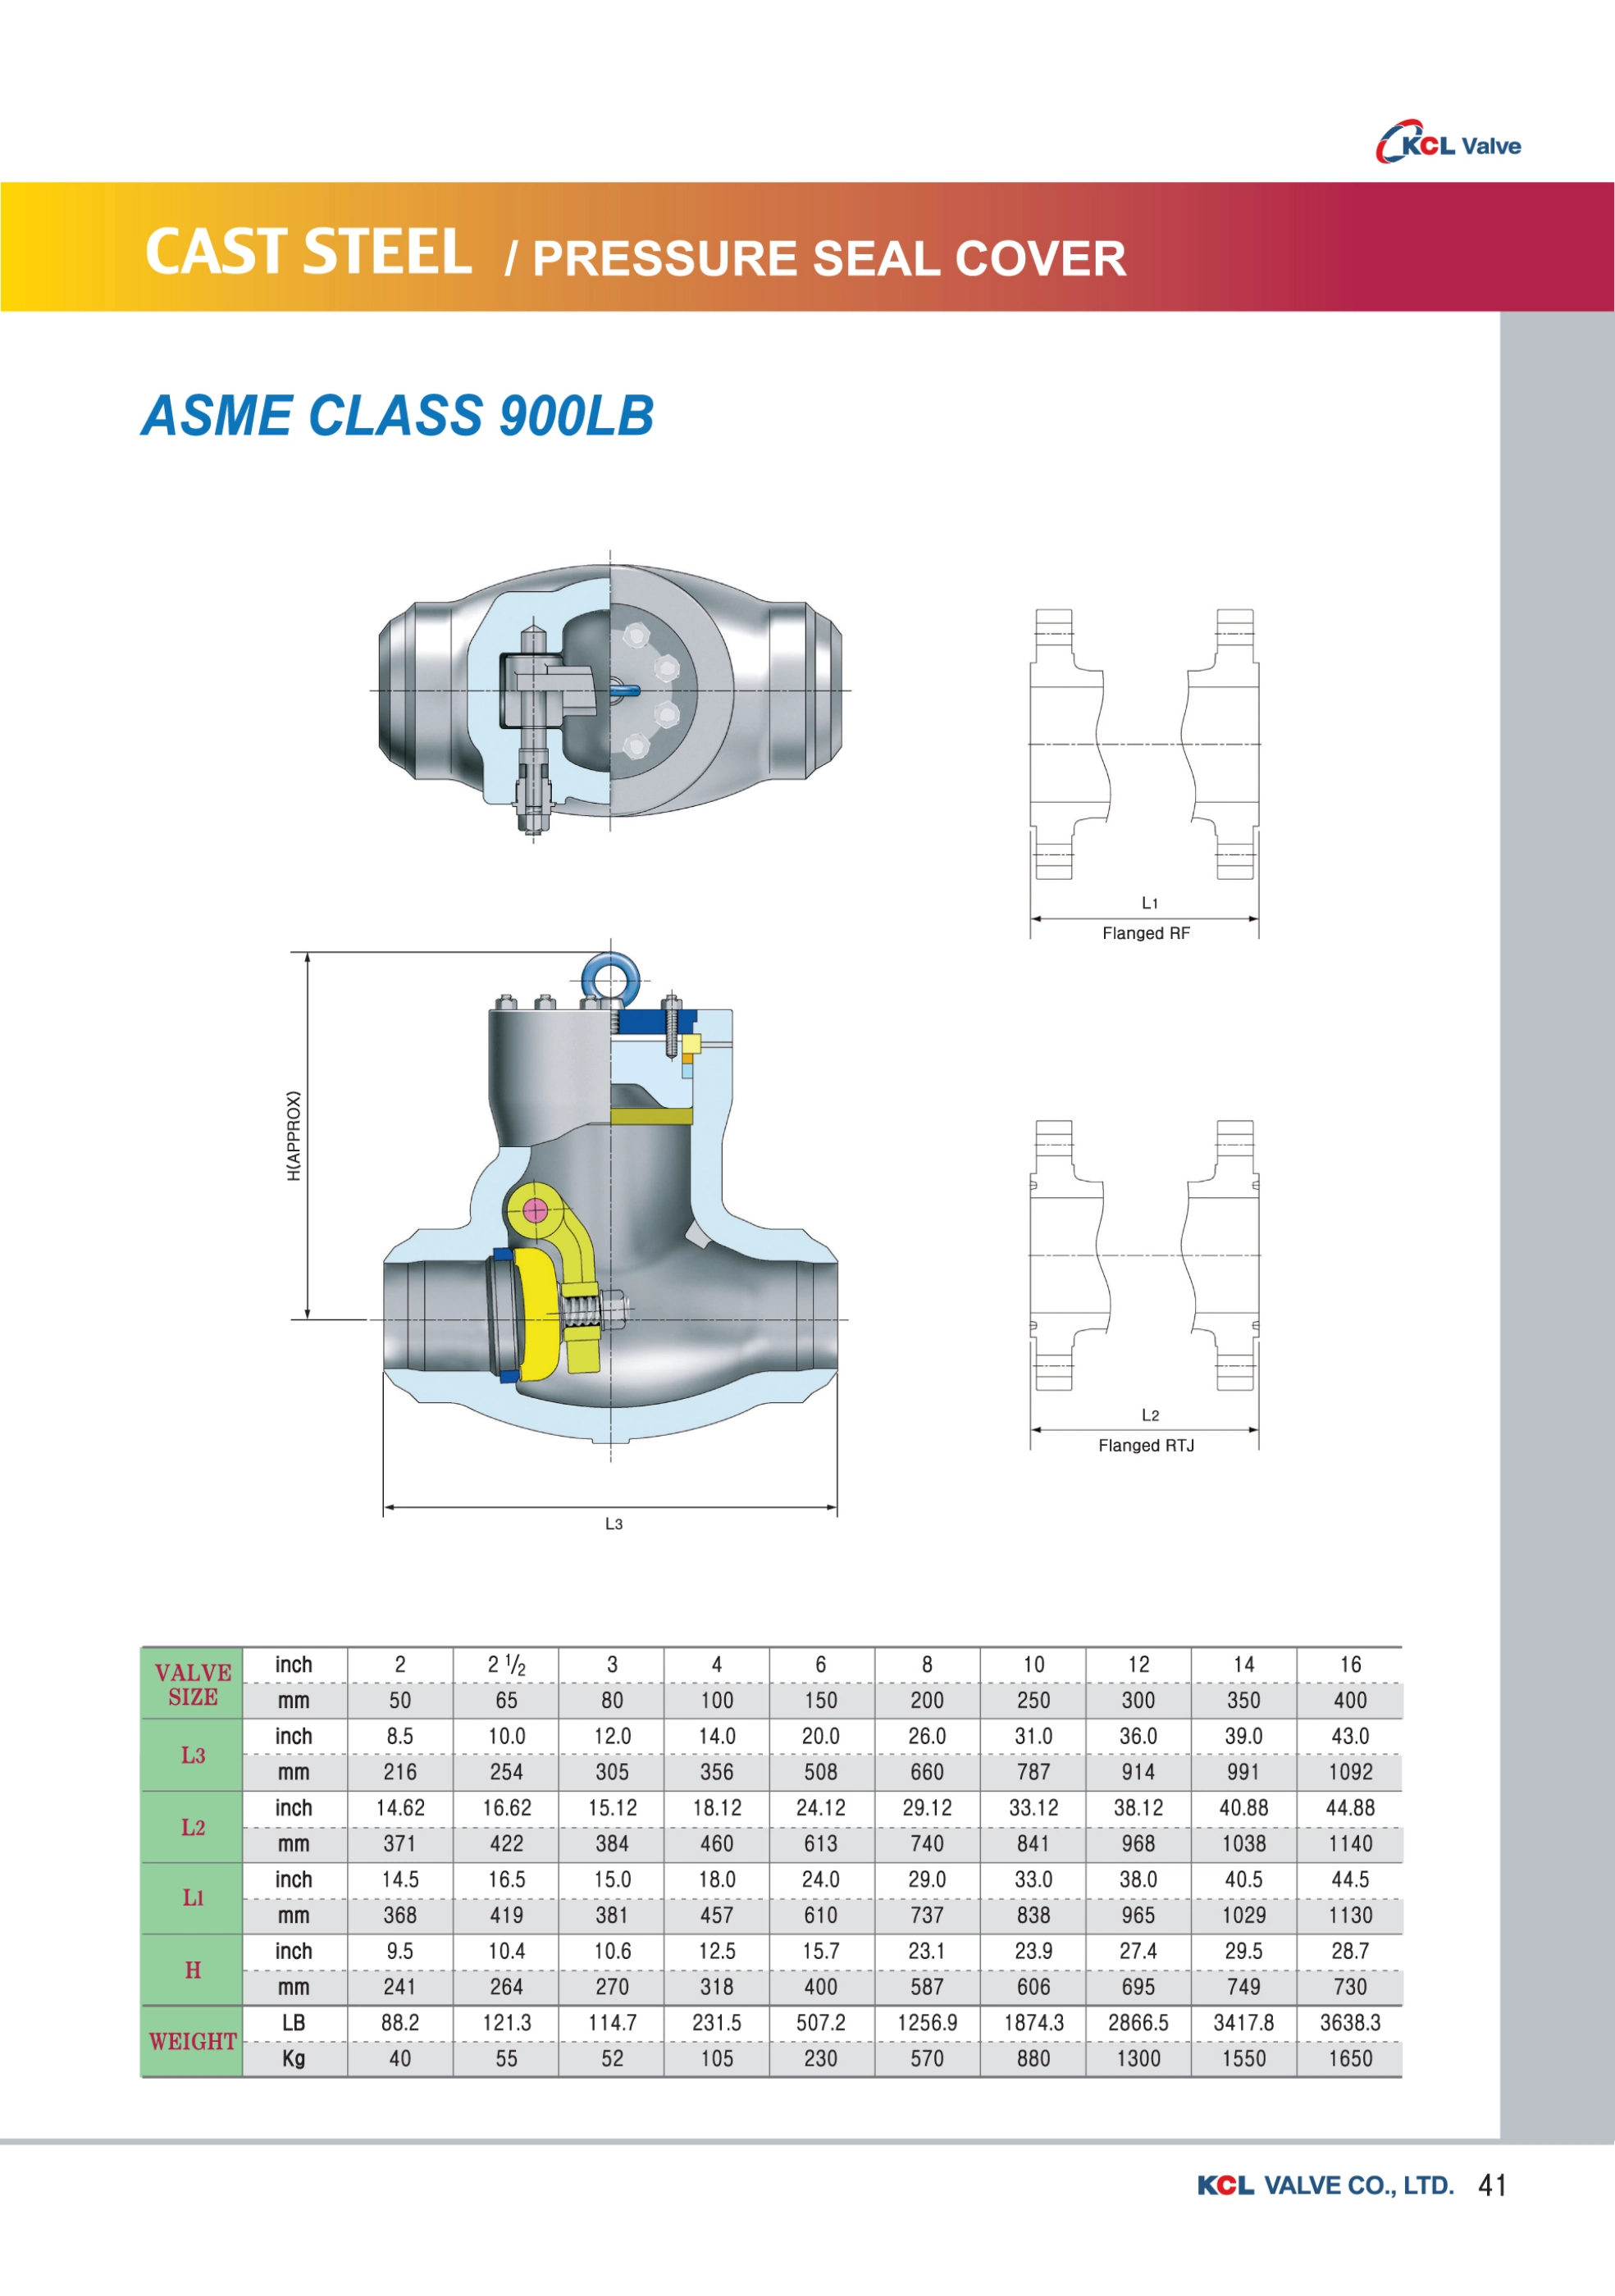 KCL Valve
CAST STEEL / PRESSURE SEAL COVER
ASME CLASS 900LB
L1
Flanged RF
H(APPROX)
L2
Flanged RTJ
L3
VALVE SIZE inch 2 2 1/2 3 4 6 8 10 12 14 16
mm 50 65 80 100 150 200 250 300 350 400
L3 inch 8.5 10.0 12.0 14.0 20.0 26.0 31.0 36.0 39.0 43.0
mm 216 254 305 356 508 660 787 914 991 1092
L2 inch 14.62 16.62 15.12 18.12 24.12 29.12 33.12 38.12 40.88 44.88
mm 371 422 384 460 613 740 841 968 1038 1140
L1 inch 14.5 16.5 15.0 18.0 24.0 29.0 33.0 38.0 40.5 44.5
mm 368 419 381 457 610 737 838 965 1029 1130
H inch 9.5 10.4 10.6 12.5 15.7 23.1 23.9 27.4 29.5 28.7
mm 241 264 270 318 400 587 606 695 749 730
WEIGHT LB 88.2 121.3 114.7 231.5 507.2 1256.9 1874.3 2866.5 3417.8 3638.3
Kg 40 55 52 105 230 570 880 1300 1550 1650
KCL VALVE CO., LTD. 41